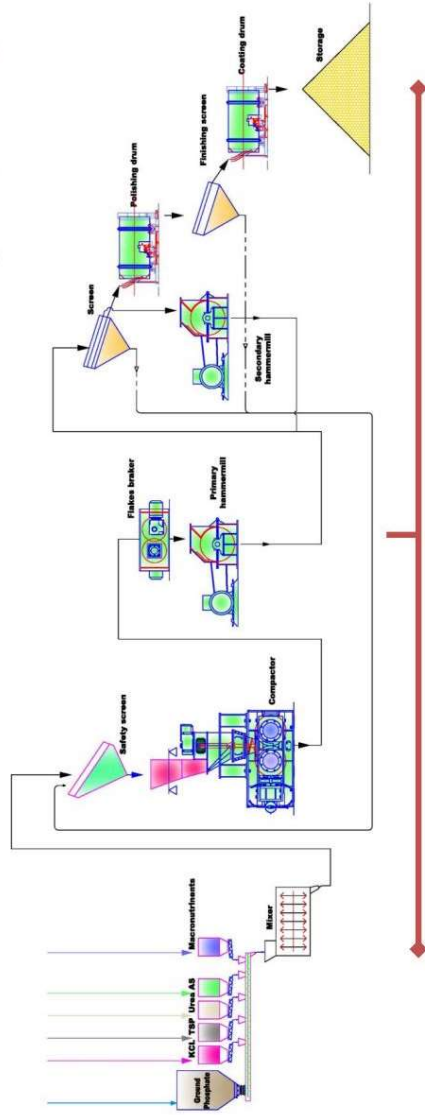 Ground
Phosphate
KCL TSP Urea AS
Macronutrinants
Mixer
Safety screen
Compactor
Flakes braker
Primary
hammermill
Screen
Polishing drum
Secondary
hammermill
Finishing screen
Coating drum
Storage